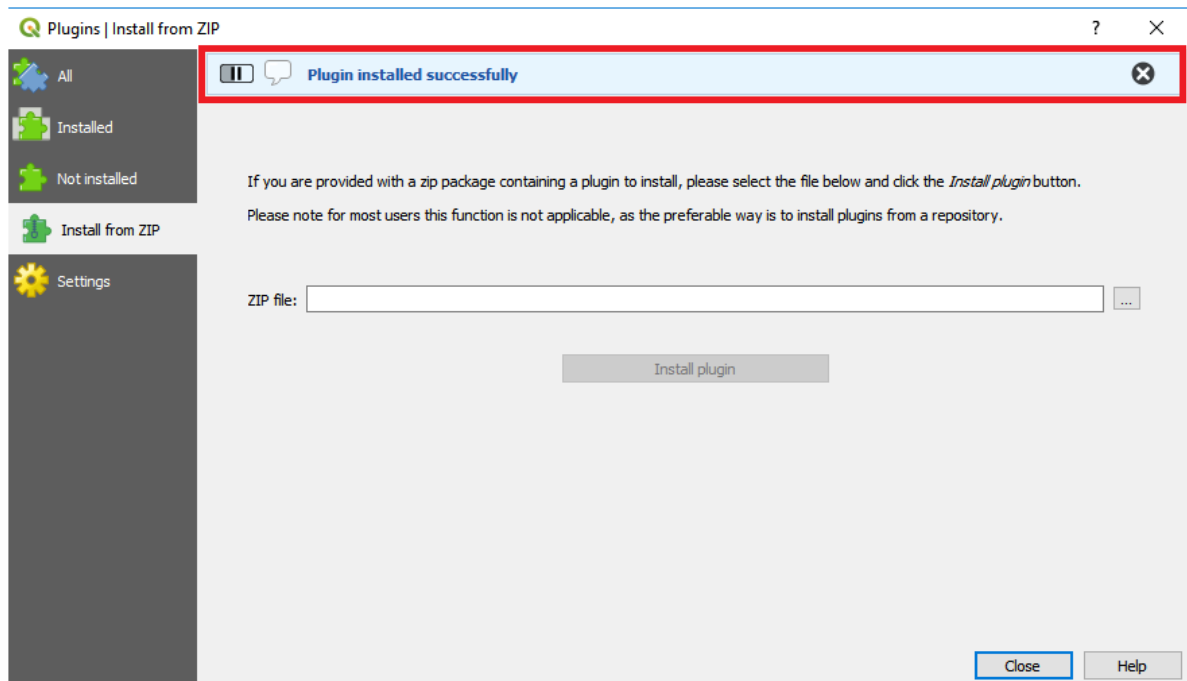 Plugins | Install from ZIP
?
All
Plugin installed successfully
Installed
Not installed
If you are provided with a zip package containing a plugin to install, please select the file below and click the Install plugin button.
Please note for most users this function is not applicable, as the preferable way is to install plugins from a repository.
Install from ZIP
Settings
ZIP file:
...
Install plugin
Close
Help